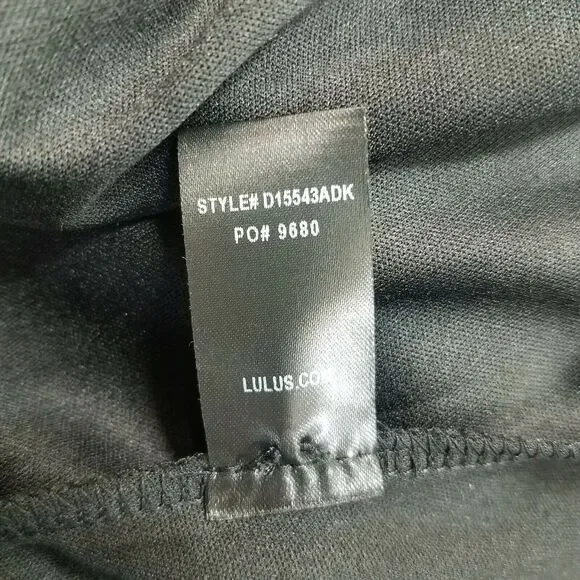 STYLE# D15543ADK
PO# 9680
LULUS.COM